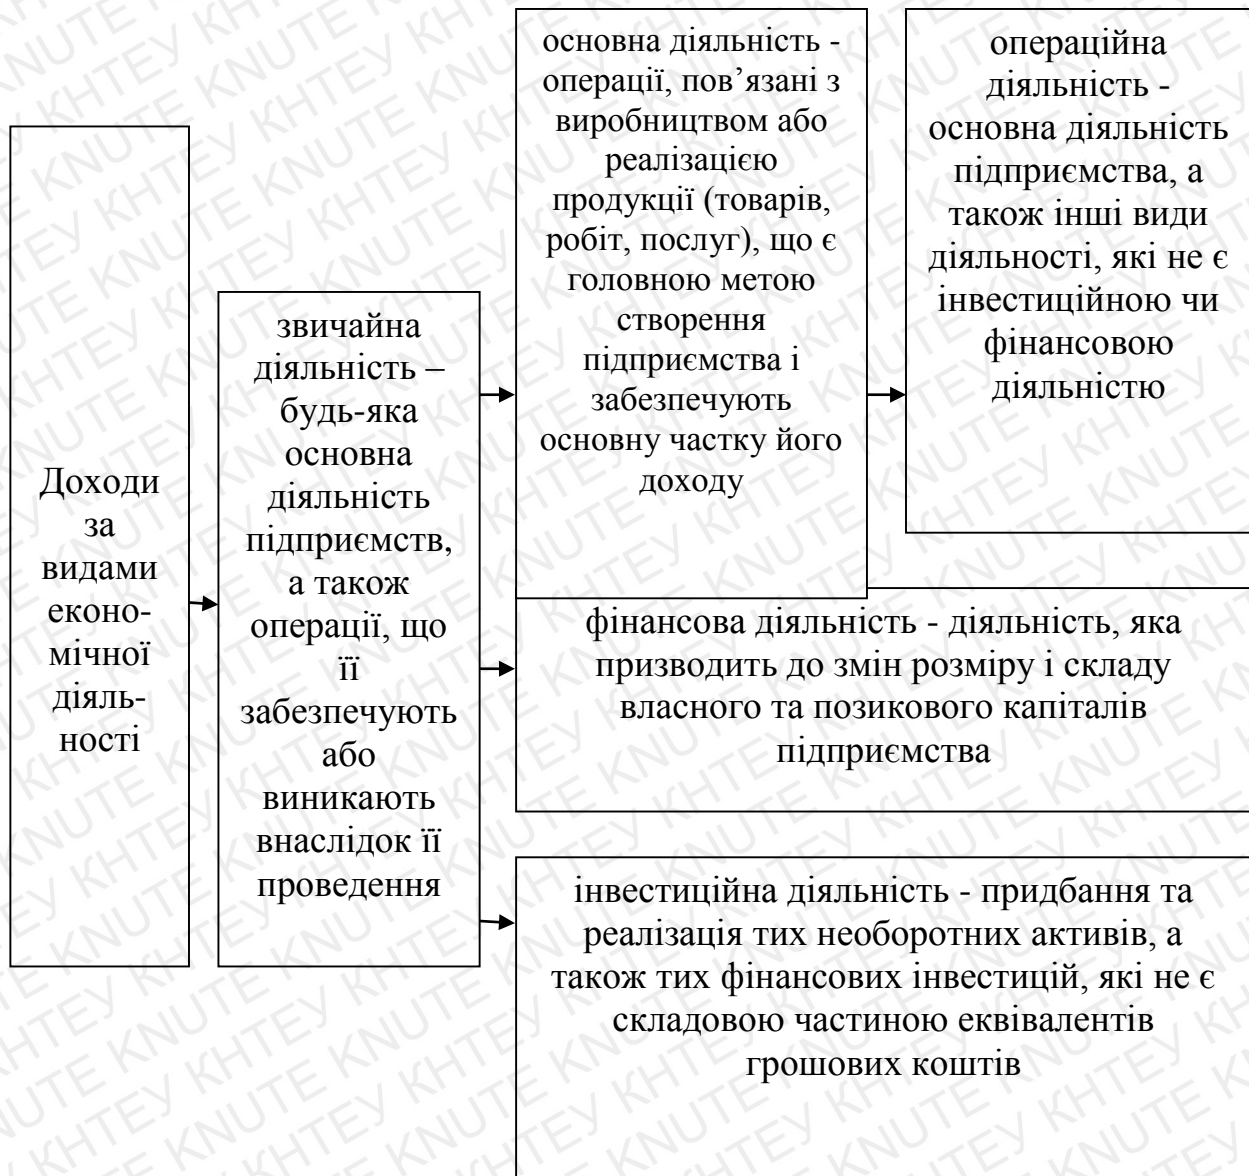 Доходи
за
видами
еконо-
мічної
діяль-
ності
звичайна
діяльність –
будь-яка
основна
діяльність
підприємств,
а також
операції, що
її
забезпечують
або
виникають
внаслідок її
проведення
основна діяльність -
операції, пов’язані з
виробництвом або
реалізацією
продукції (товарів,
робіт, послуг), що є
головною метою
створення
підприємства і
забезпечують
основну частку його
доходу
операційна
діяльність -
основна діяльність
підприємства, а
також інші види
діяльності, які не є
інвестиційною чи
фінансовою
діяльністю
фінансова діяльність - діяльність, яка
призводить до змін розміру і складу
власного та позикового капіталів
підприємства
інвестиційна діяльність - придбання та
реалізація тих необоротних активів, а
також тих фінансових інвестицій, які не є
складовою частиною еквівалентів
грошових коштів